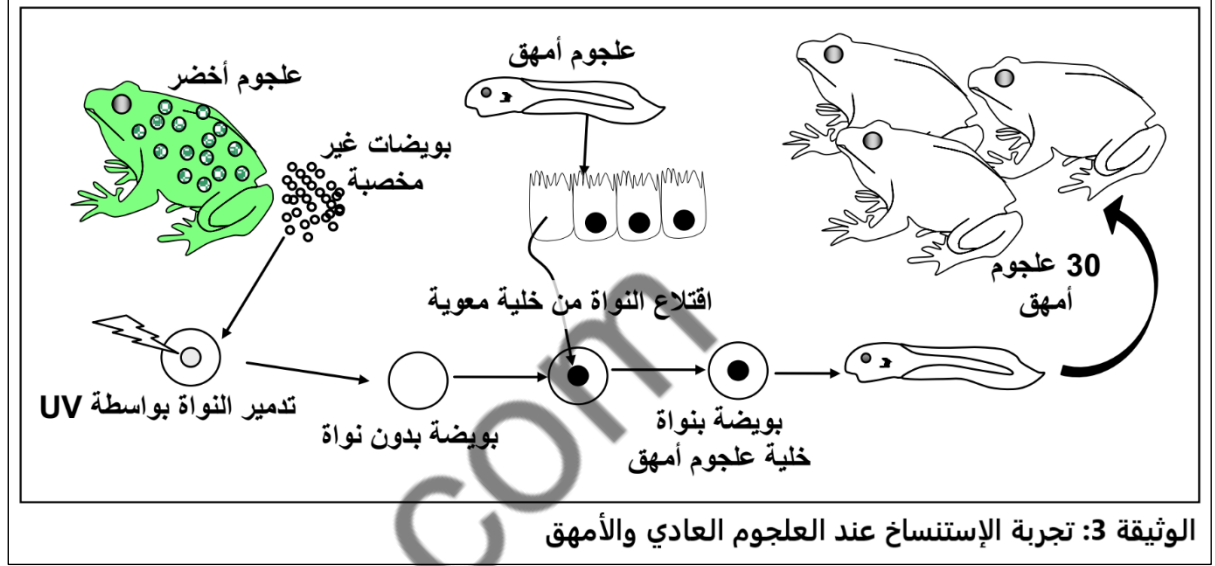 علجوم أخضر
بويضات غير
مخصبة
علجوم أمهق
30 علجوم
أمهق
اقتلاع النواة من خلية معوية
تدمير النواة بواسطة UV
بويضة بدون نواة
بويضة بنواة
خلية علجوم أمهق
com
الوثيقة 3: تجربة الإستنساخ عند العلجوم العادي والأمهق